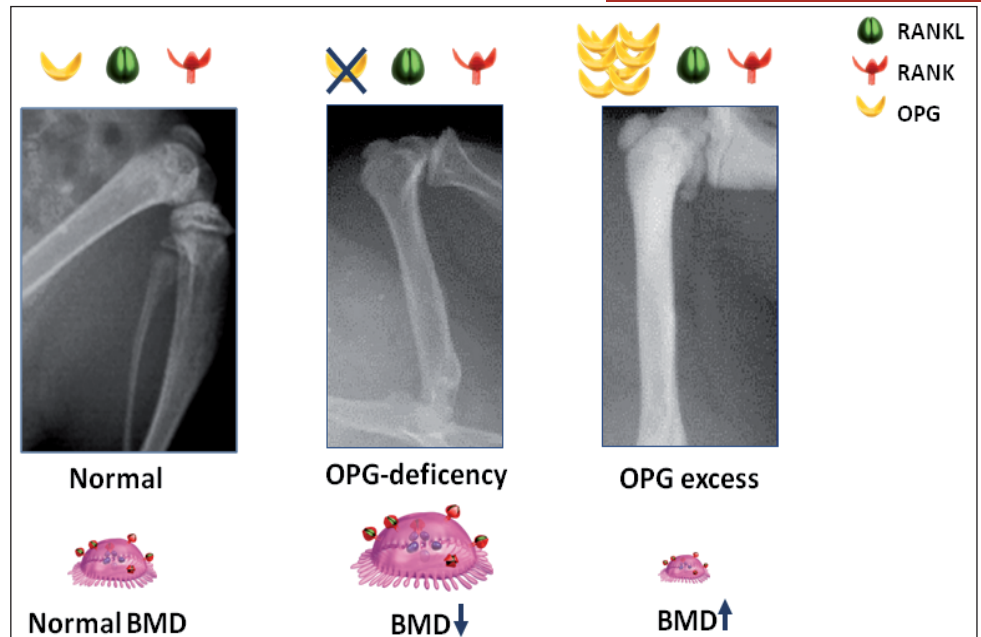 RANKL
RANK
OPG
Normal
OPG-deficency
OPG excess
Normal BMD
BMD
BMD